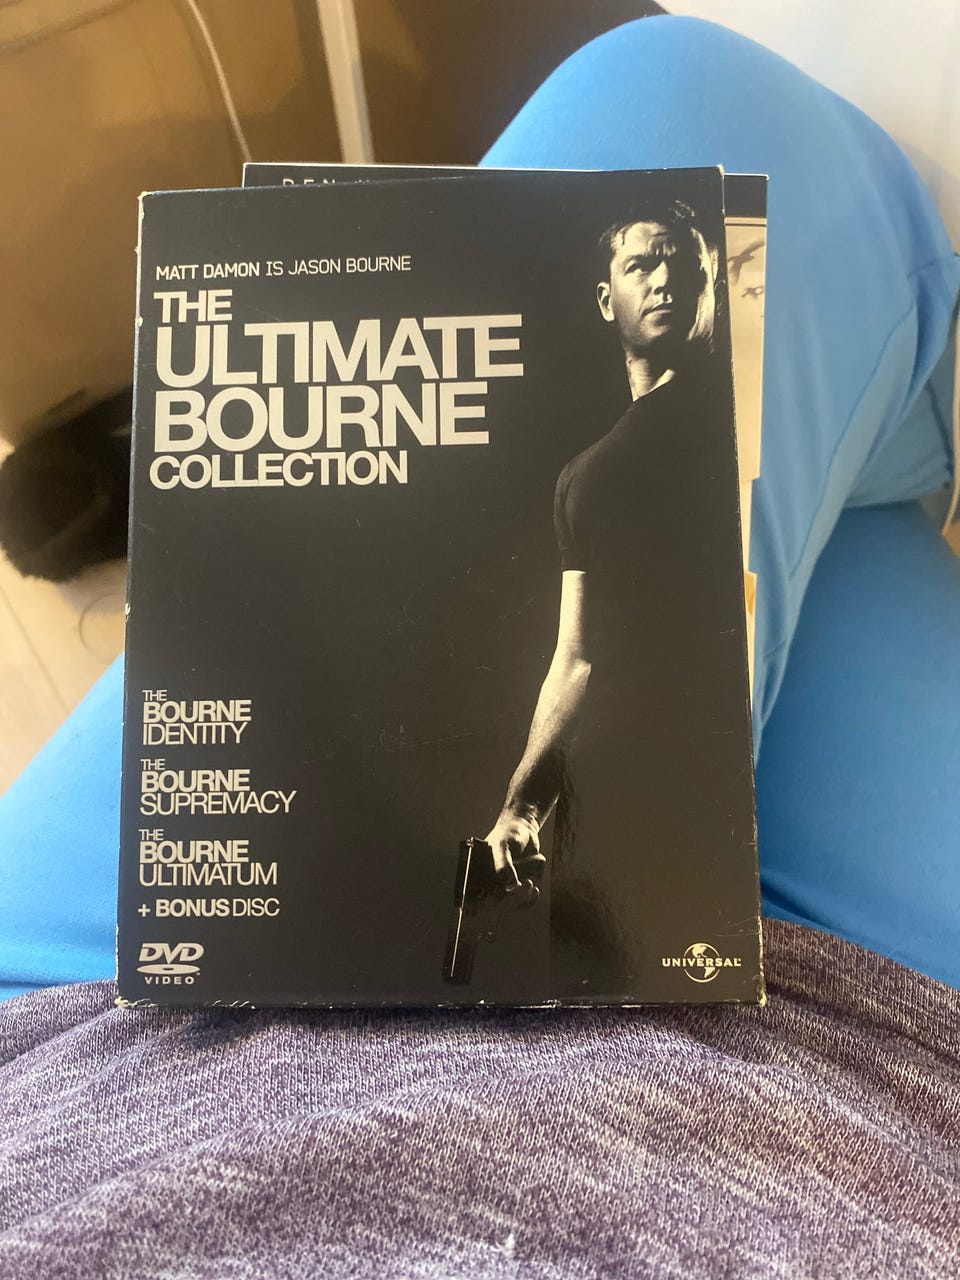 MATT DAMON IS JASON BOURNE
THE
ULTIMATE
BOURNE
COLLECTION
THE
BOURNE
IDENTITY
THE
BOURNE
SUPREMACY
THE
BOURNE
ULTIMATUM
+ BONUS DISC
DVD
VIDEO
UNIVERSAL